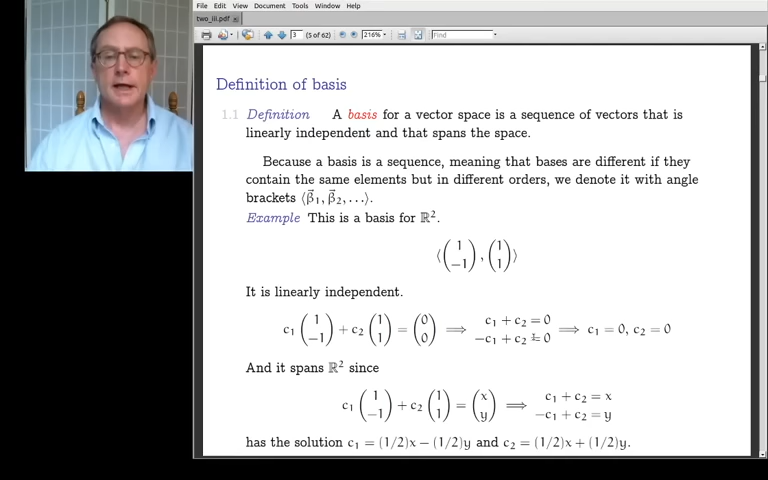 File Edit View Document Tools Window Help
two_iii.pdf
3 (5 of 62) 216% Find
Definition of basis
1.1 Definition A basis for a vector space is a sequence of vectors that is
linearly independent and that spans the space.
Because a basis is a sequence, meaning that bases are different if they
contain the same elements but in different orders, we denote it with angle
brackets ⟨β⃗₁, β⃗₂, …⟩.
Example This is a basis for ℝ².
⟨(1 −1), (1 1)⟩
It is linearly independent.
c₁ (1 −1) + c₂ (1 1) = (0 0) ⟹ c₁ + c₂ = 0 −c₁ + c₂ = 0 ⟹ c₁ = 0, c₂ = 0
And it spans ℝ² since
c₁ (1 −1) + c₂ (1 1) = (x y) ⟹ c₁ + c₂ = x −c₁ + c₂ = y
has the solution c₁ = (1/2)x − (1/2)y and c₂ = (1/2)x + (1/2)y.